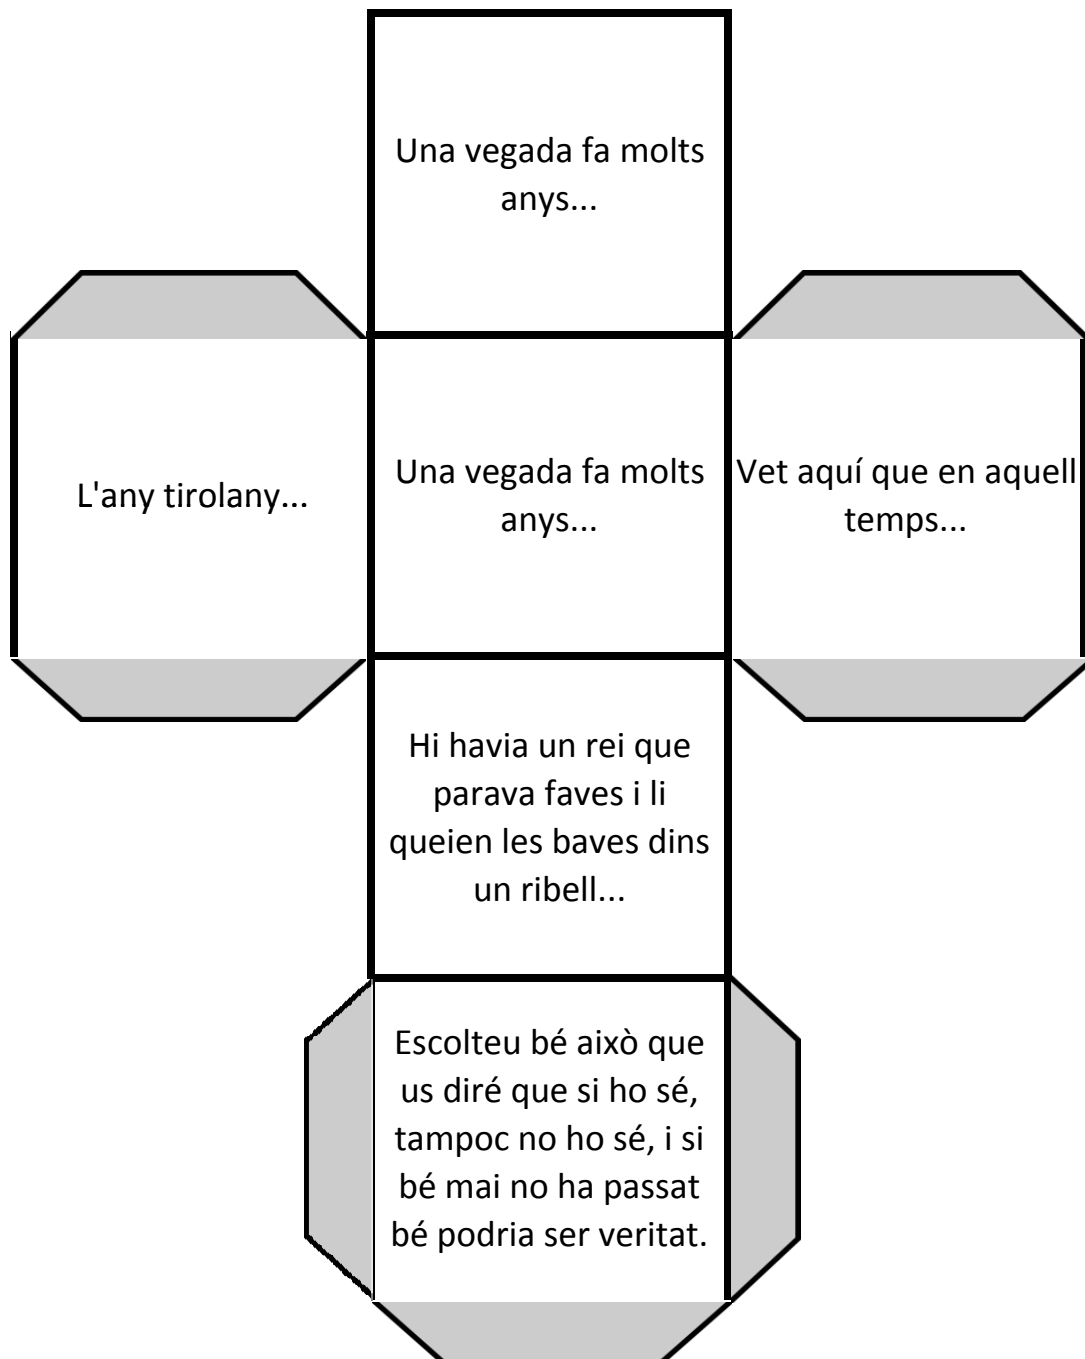 Una vegada fa molts
anys...
L'any tirolany...
Una vegada fa molts
anys...
Vet aquí que en aquell
temps...
Hi havia un rei que
parava faves i li
queien les baves dins
un ribell...
Escolteu bé això que
us diré que si ho sé,
tampoc no ho sé, i si
bé mai no ha passat
bé podria ser veritat.